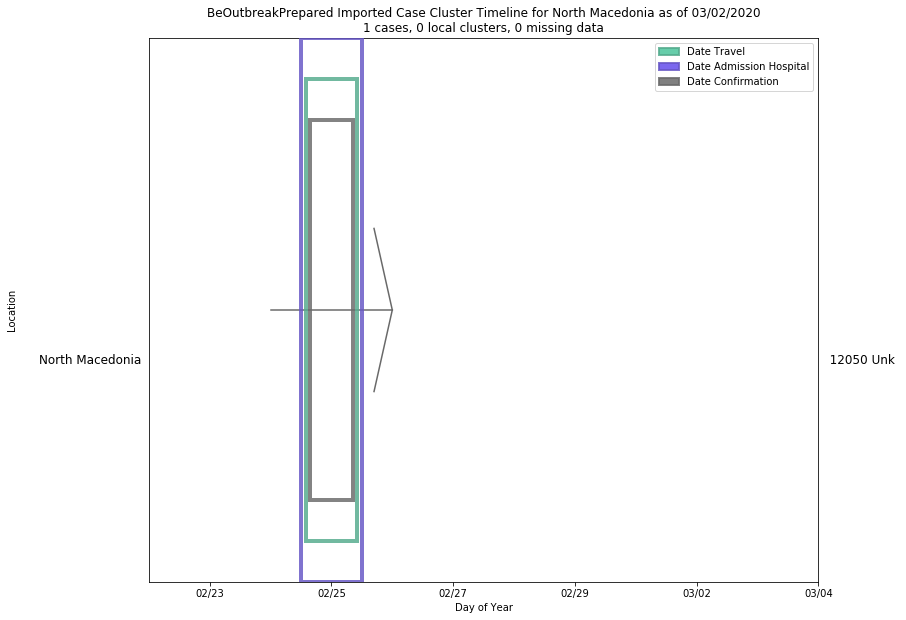 BeOutbreakPrepared Imported Case Cluster Timeline for North Macedonia as of 03/02/2020
1 cases, 0 local clusters, 0 missing data
Date Travel
Date Admission Hospital
Date Confirmation
Location
North Macedonia
12050 Unk
02/23
02/25
02/27
02/29
03/02
03/04
Day of Year